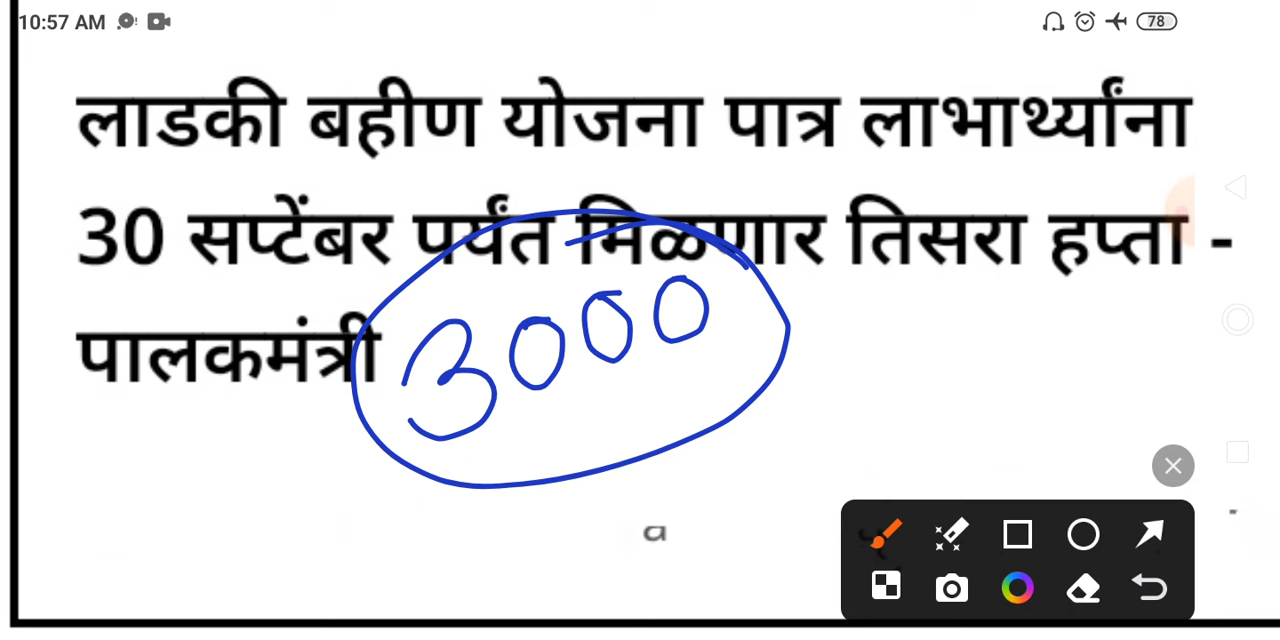 10:57 AM
78
लाडकी बहीण योजना पात्र लाभार्थ्यांना
30 सप्टेंबर पर्यंत मिळणार तिसरा हप्ता -
पालकमंत्री
3000